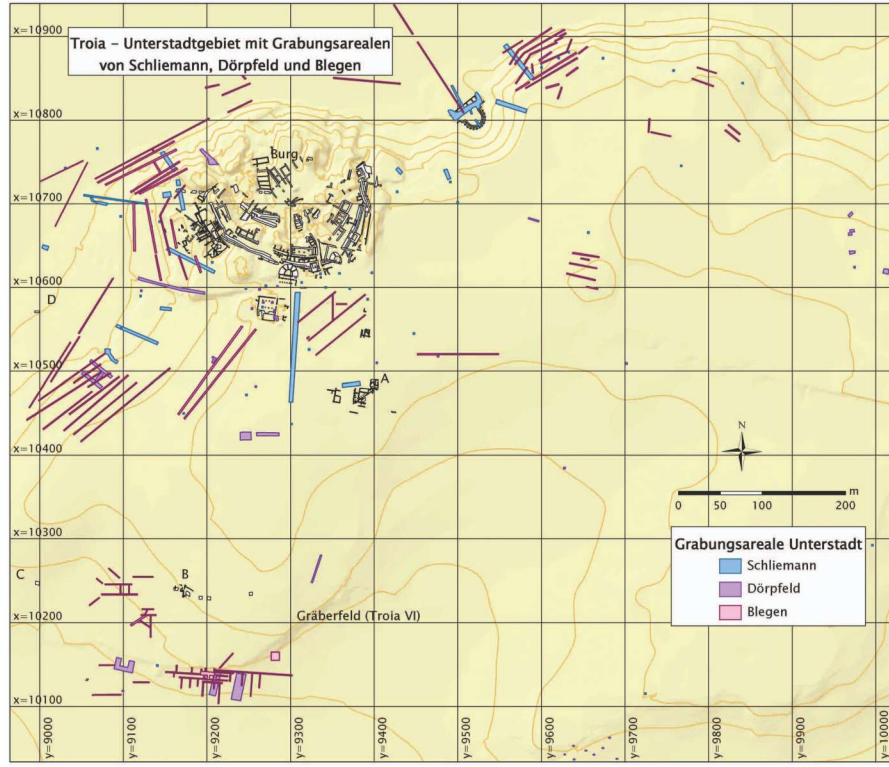 x=10900
Troia – Unterstadtgebiet mit Grabungsarealen
von Schliemann, Dörpfeld und Blegen
x=10800
Burg
x=10700
x=10600
D
x=10500
A
x=10400
N
m
0 50 100 200
x=10300
Grabungsareale Unterstadt
Schliemann
Dörpfeld
Blegen
C
B
x=10200
Gräberfeld (Troia VI)
x=10100
y=9000
y=9100
y=9200
y=9300
y=9400
y=9500
y=9600
y=9700
y=9800
y=9900
y=10000